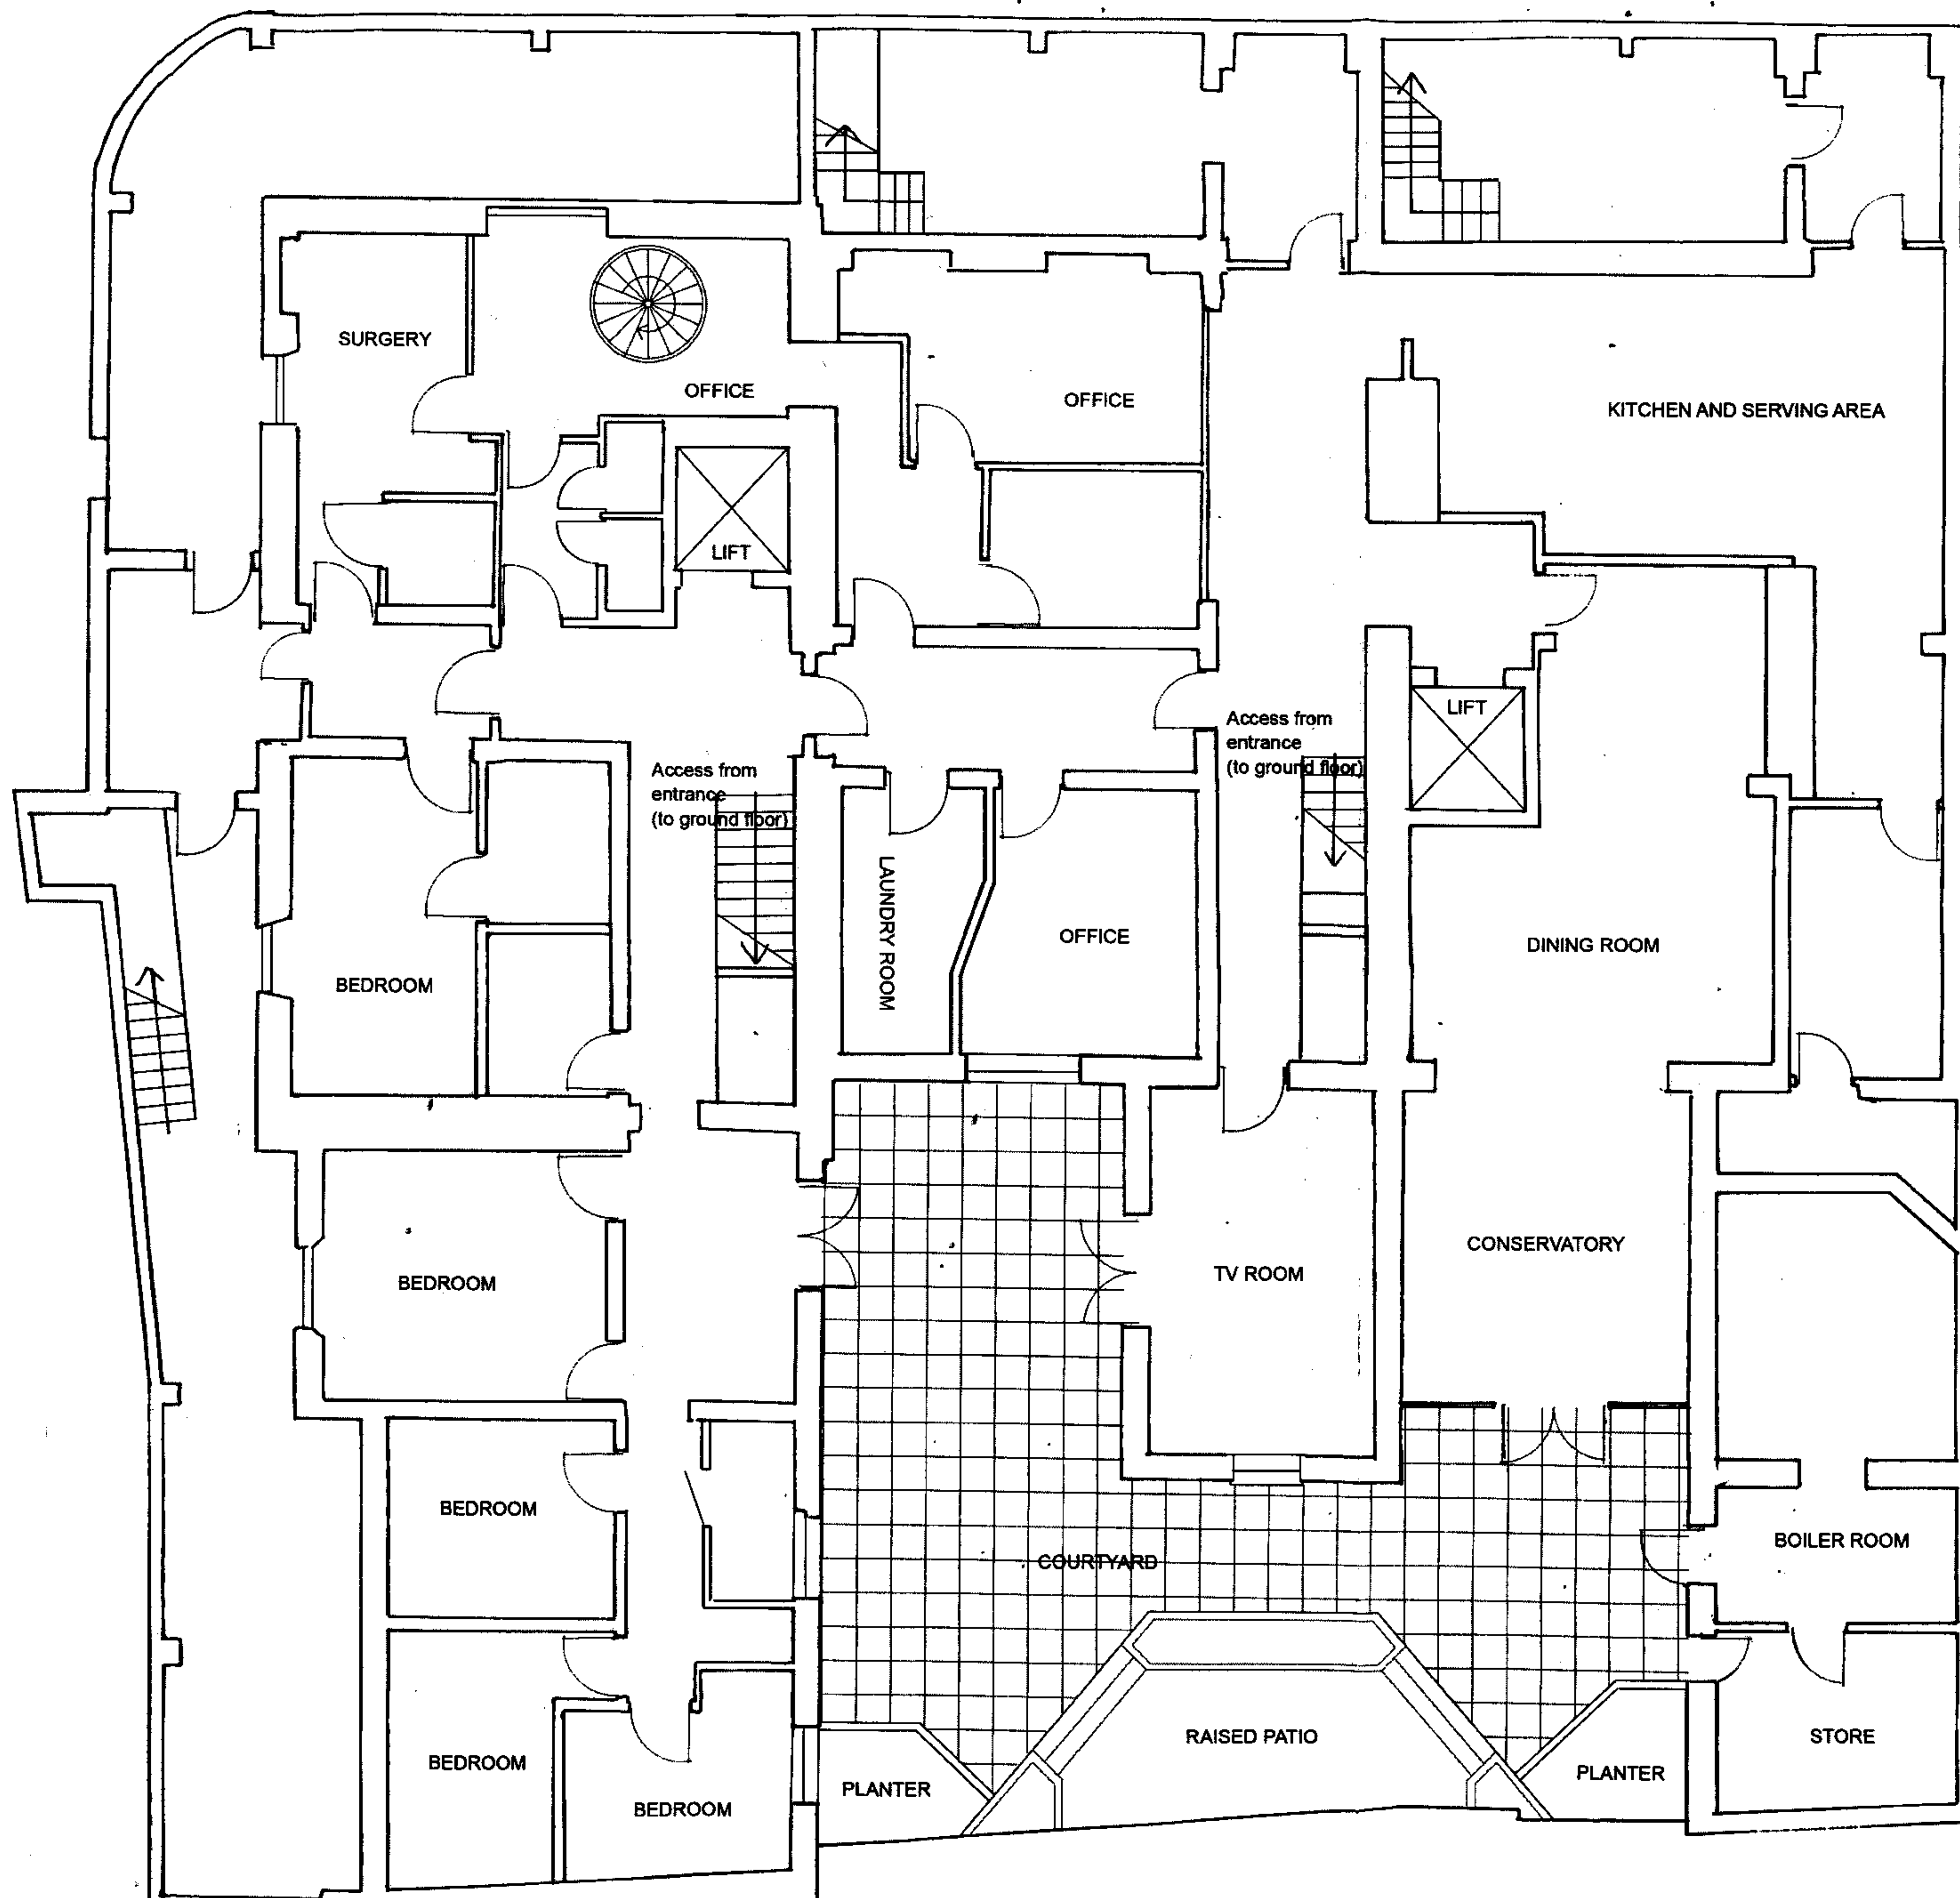 SURGERY
OFFICE
OFFICE
KITCHEN AND SERVING AREA
LIFT
LIFT
Access from
entrance
(to ground floor)
Access from
entrance
(to ground floor)
LAUNDRY ROOM
OFFICE
DINING ROOM
BEDROOM
BEDROOM
TV ROOM
CONSERVATORY
BEDROOM
COURTYARD
BOILER ROOM
BEDROOM
BEDROOM
PLANTER
RAISED PATIO
PLANTER
STORE